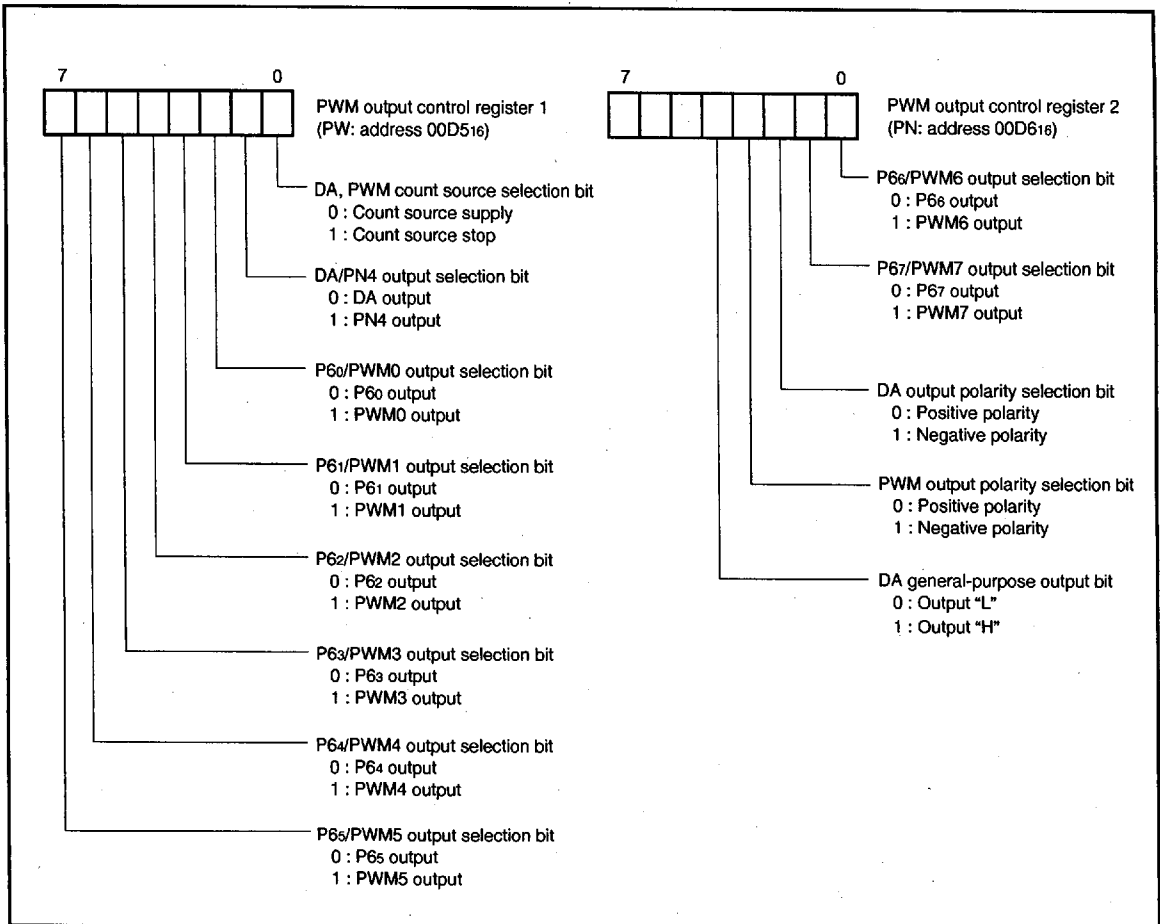 7 0
PWM output control register 1
(PW: address 00D516)
DA, PWM count source selection bit
0 : Count source supply
1 : Count source stop
DA/PN4 output selection bit
0 : DA output
1 : PN4 output
P60/PWM0 output selection bit
0 : P60 output
1 : PWM0 output
P61/PWM1 output selection bit
0 : P61 output
1 : PWM1 output
P62/PWM2 output selection bit
0 : P62 output
1 : PWM2 output
P63/PWM3 output selection bit
0 : P63 output
1 : PWM3 output
P64/PWM4 output selection bit
0 : P64 output
1 : PWM4 output
P65/PWM5 output selection bit
0 : P65 output
1 : PWM5 output
7 0
PWM output control register 2
(PN: address 00D616)
P66/PWM6 output selection bit
0 : P66 output
1 : PWM6 output
P67/PWM7 output selection bit
0 : P67 output
1 : PWM7 output
DA output polarity selection bit
0 : Positive polarity
1 : Negative polarity
PWM output polarity selection bit
0 : Positive polarity
1 : Negative polarity
DA general-purpose output bit
0 : Output “L”
1 : Output “H”